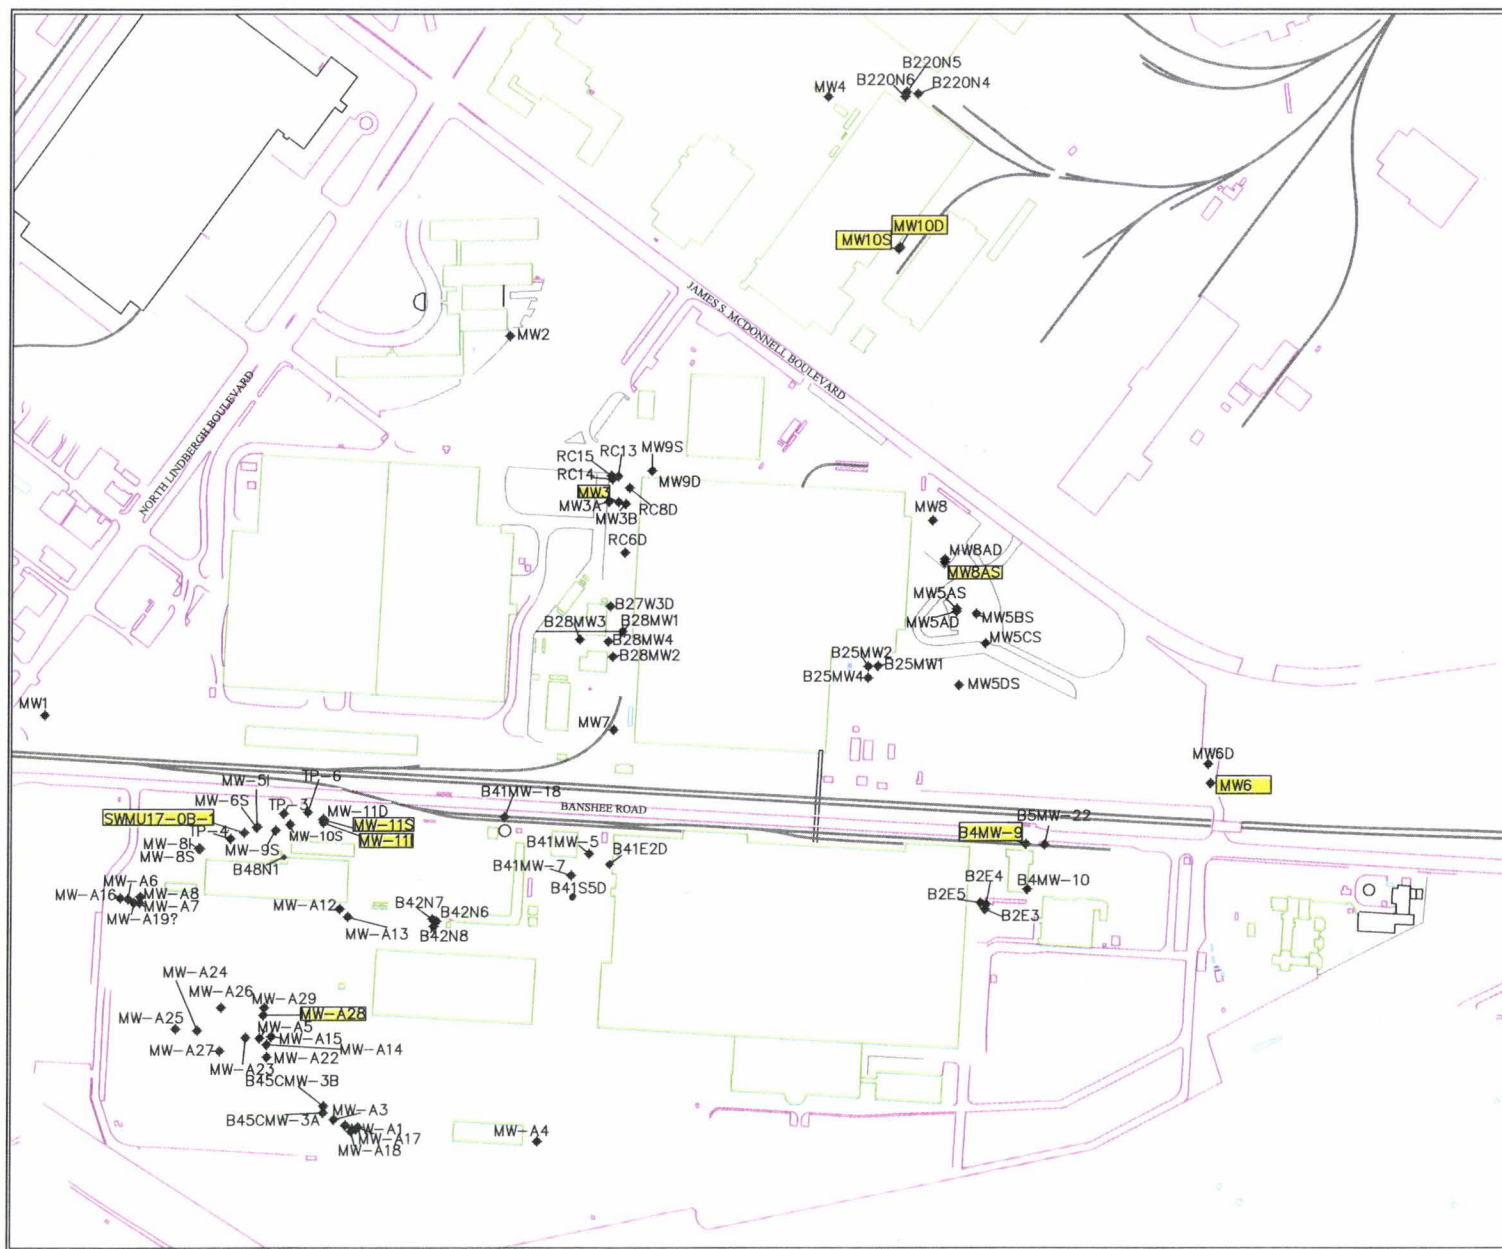 B220N5
B220N6
B220N4
MW4
MW10D
MW10S
JAMES S. MCDONNELL BOULEVARD
MW2
NORTH LINDBERGH BOULEVARD
RC15
RC13
MW9S
RC14
MW9D
MW3
MW3A
RC8D
MW3B
MW8
RC6D
MW8AD
MW8AS
MW5AS
B27W3D
MW5BS
B28MW3
B28MW1
MW5AD
B28MW4
MW5CS
B28MW2
B25MW2
B25MW1
B25MW4
MW5DS
MW1
MW7
MW6D
MW6
MW-5I
TP-6
MW-6S
TP-3
MW-11D
B41MW-18
BANSHEE ROAD
SWMU17-OB-1
MW-11S
B5MW-22
TP-4
MW-10S
MW-11I
B4MW-9
MW-8I
MW-8S
MW-9S
B41MW-5
B41E2D
B48N1
B41MW-7
MW-A6
B41S5D
B2E4
B4MW-10
MW-A16
MW-A8
B2E5
MW-A7
MW-A12
B42N7
B42N6
B2E3
MW-A19?
MW-A13
B42N8
MW-A24
MW-A26
MW-A29
MW-A28
MW-A25
MW-A5
MW-A15
MW-A27
MW-A14
MW-A22
MW-A23
B45CMW-3B
MW-A3
B45CMW-3A
MW-A1
MW-A17
MW-A4
MW-A18